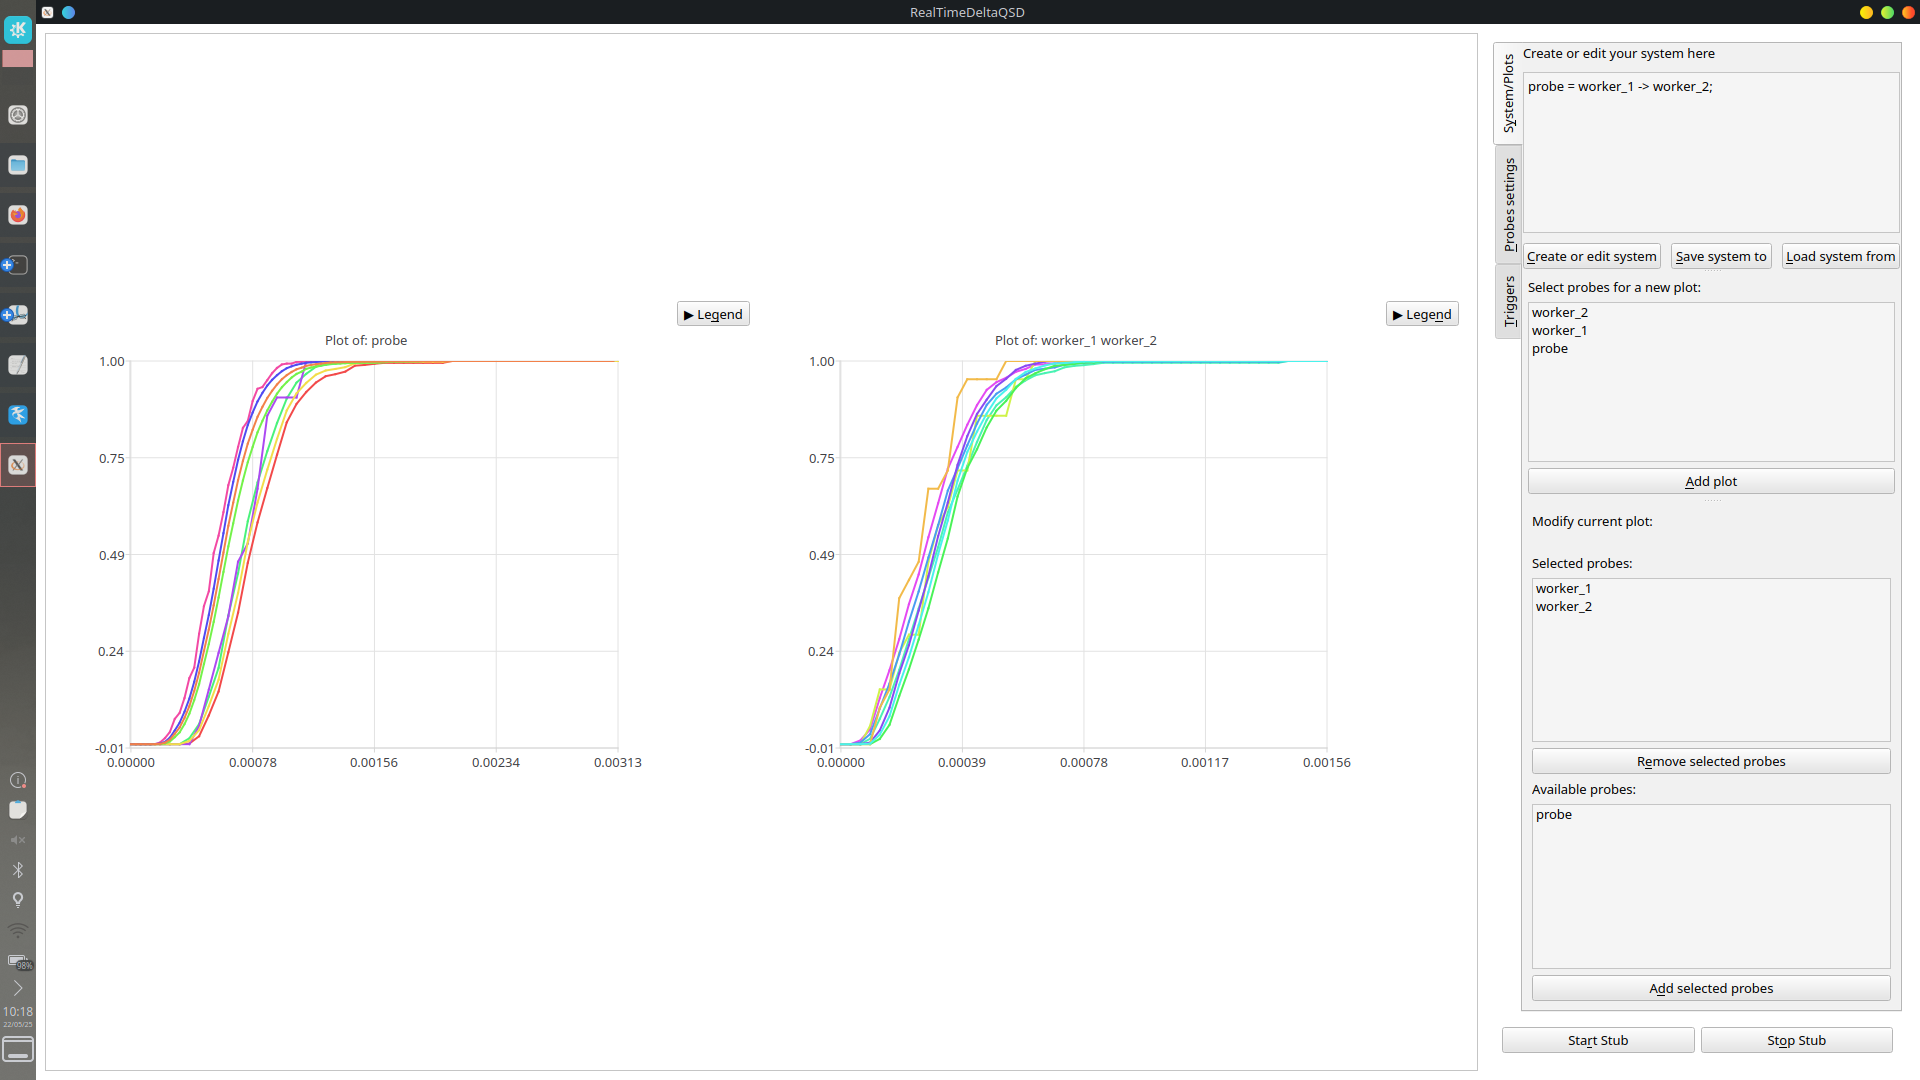 RealTimeDeltaQSD
Create or edit your system here
probe = worker_1 -> worker_2;
System/Plots
Probes settings
Triggers
Create or edit system
Save system to
Load system from
Select probes for a new plot:
worker_2
worker_1
probe
Add plot
Modify current plot:
Selected probes:
worker_1
worker_2
Remove selected probes
Available probes:
probe
Add selected probes
Start Stub
Stop Stub
▶ Legend
Plot of: probe
1.00
0.75
0.49
0.24
-0.01
0.00000
0.00078
0.00156
0.00234
0.00313
▶ Legend
Plot of: worker_1 worker_2
1.00
0.75
0.49
0.24
-0.01
0.00000
0.00039
0.00078
0.00117
0.00156
98%
10:18
22/05/25